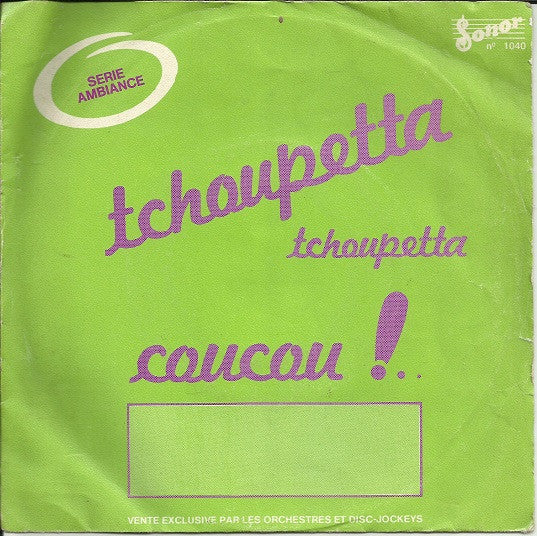 Sonor
n° 1040
SERIE
AMBIANCE
tchoupetta
tchoupetta
coucou !..
VENTE EXCLUSIVE PAR LES ORCHESTRES ET DISC-JOCKEYS